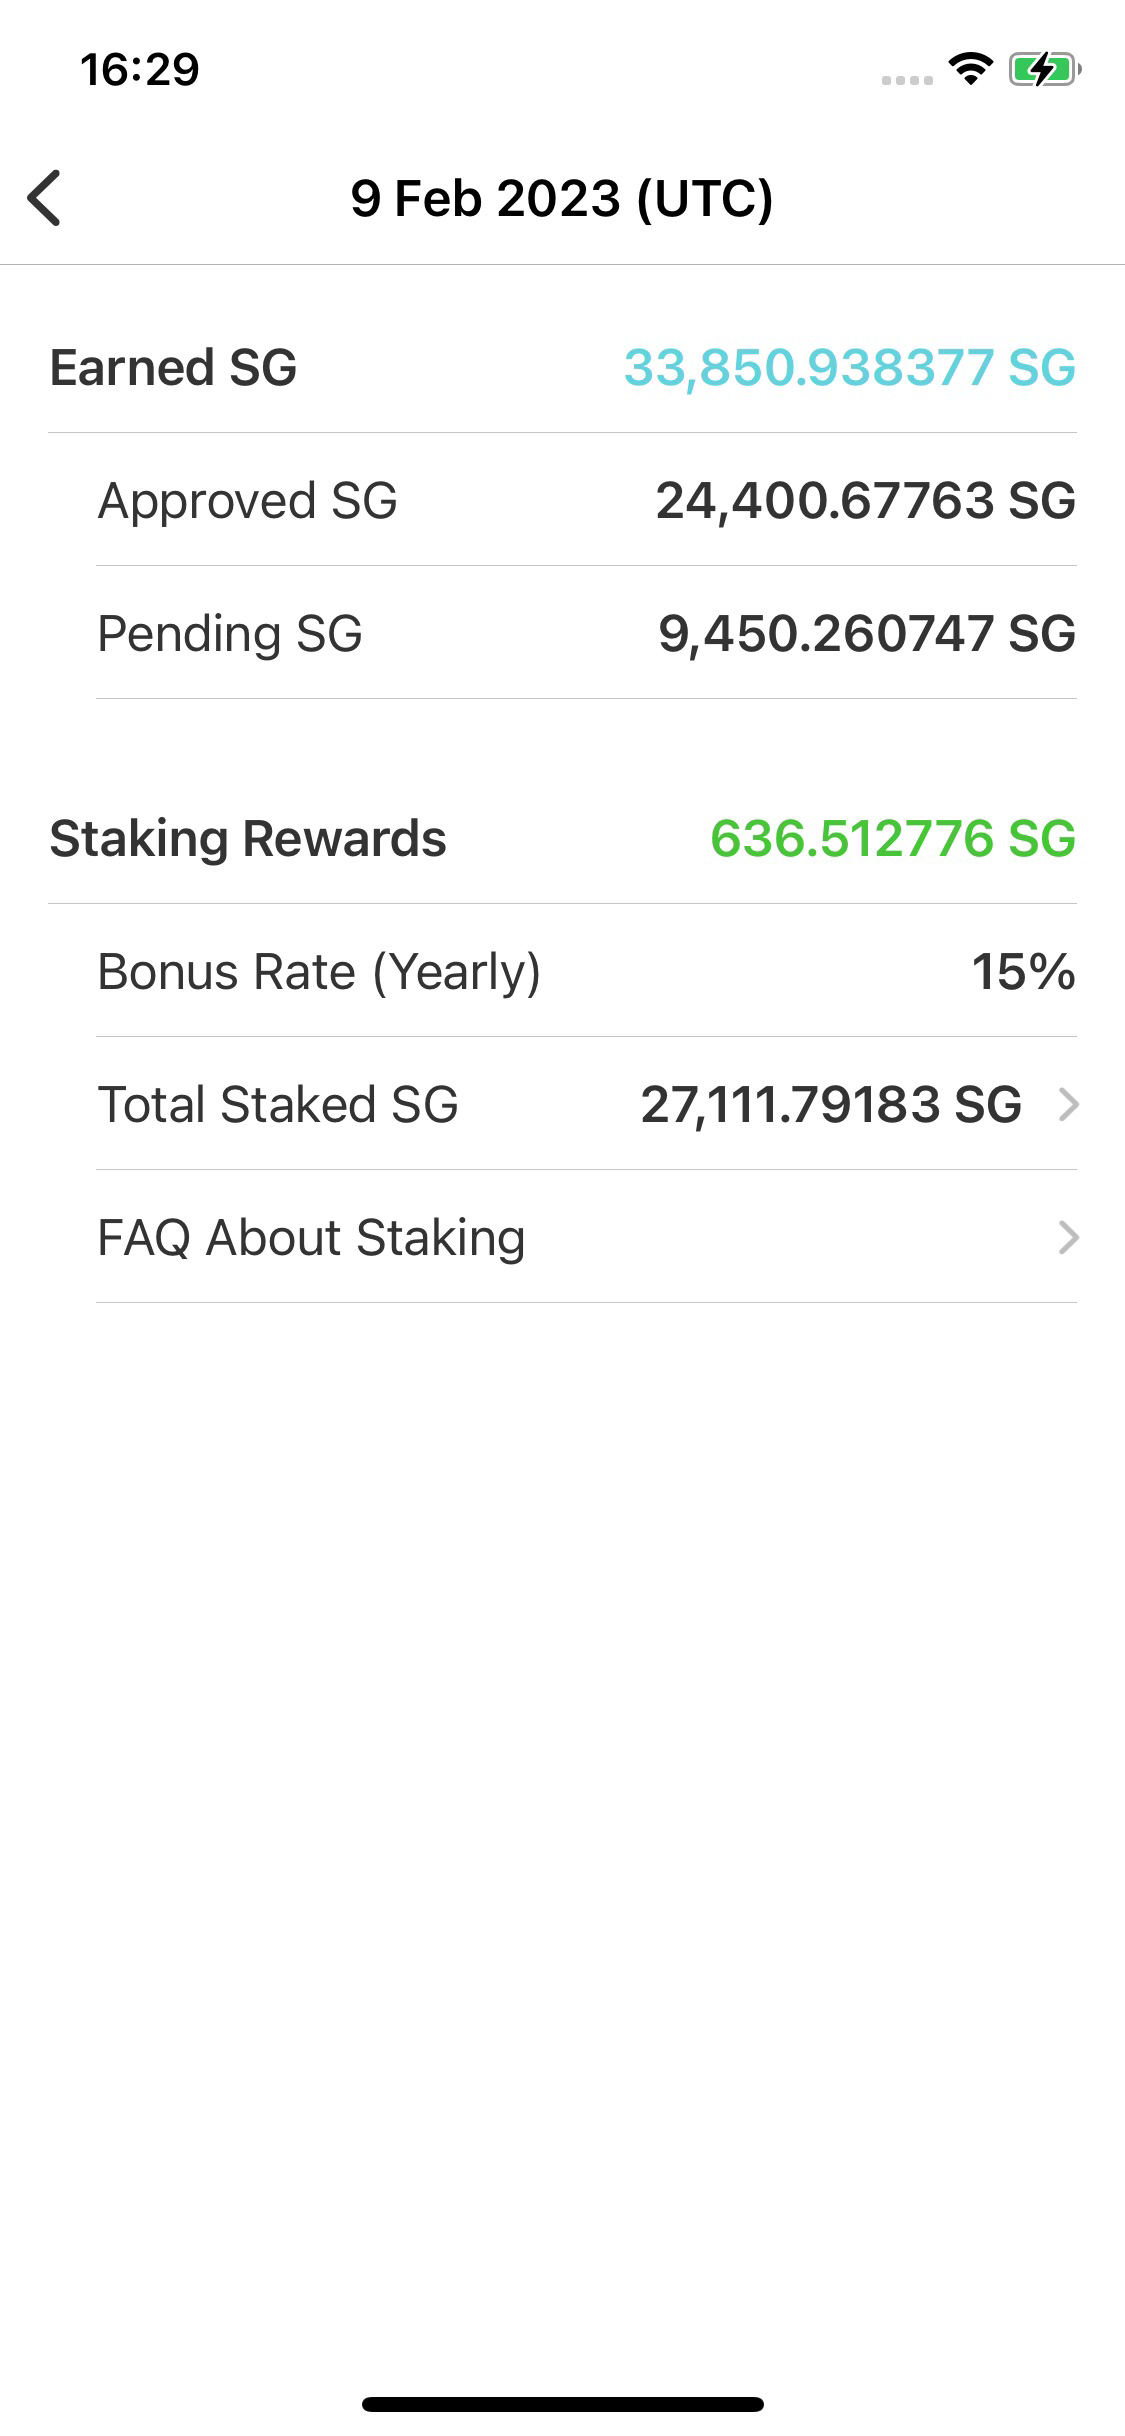 16:29
9 Feb 2023 (UTC)
Earned SG 33,850.938377 SG
Approved SG 24,400.67763 SG
Pending SG 9,450.260747 SG
Staking Rewards 636.512776 SG
Bonus Rate (Yearly) 15%
Total Staked SG 27,111.79183 SG
FAQ About Staking